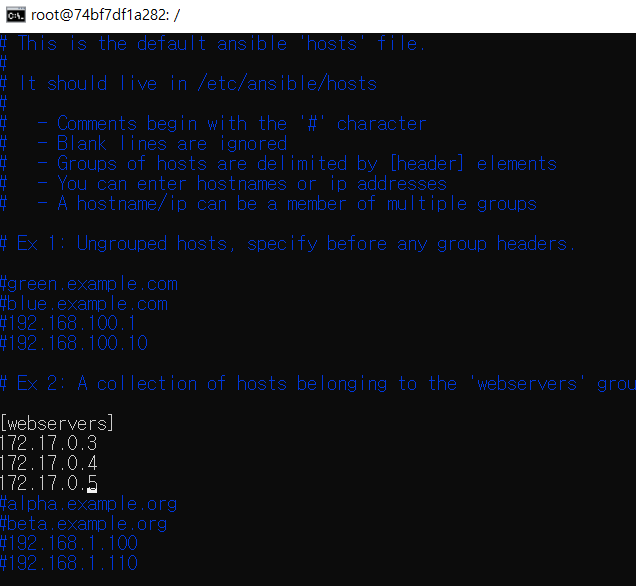 root@74bf7df1a282: /
# This is the default ansible 'hosts' file.
#
# It should live in /etc/ansible/hosts
#
#   - Comments begin with the '#' character
#   - Blank lines are ignored
#   - Groups of hosts are delimited by [header] elements
#   - You can enter hostnames or ip addresses
#   - A hostname/ip can be a member of multiple groups
# Ex 1: Ungrouped hosts, specify before any group headers.
#green.example.com
#blue.example.com
#192.168.100.1
#192.168.100.10
# Ex 2: A collection of hosts belonging to the 'webservers' grou
[webservers]
172.17.0.3
172.17.0.4
172.17.0.5
#alpha.example.org
#beta.example.org
#192.168.1.100
#192.168.1.110